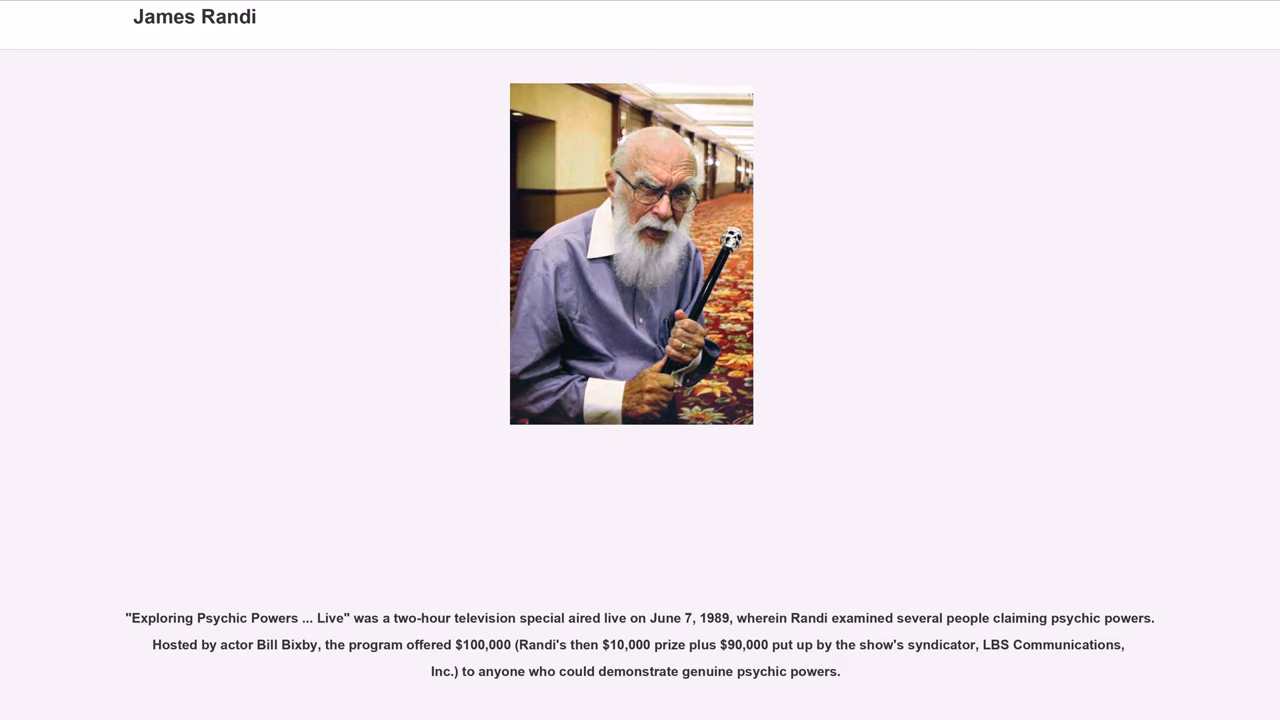 James Randi
"Exploring Psychic Powers ... Live" was a two-hour television special aired live on June 7, 1989, wherein Randi examined several people claiming psychic powers.
Hosted by actor Bill Bixby, the program offered $100,000 (Randi's then $10,000 prize plus $90,000 put up by the show's syndicator, LBS Communications,
Inc.) to anyone who could demonstrate genuine psychic powers.